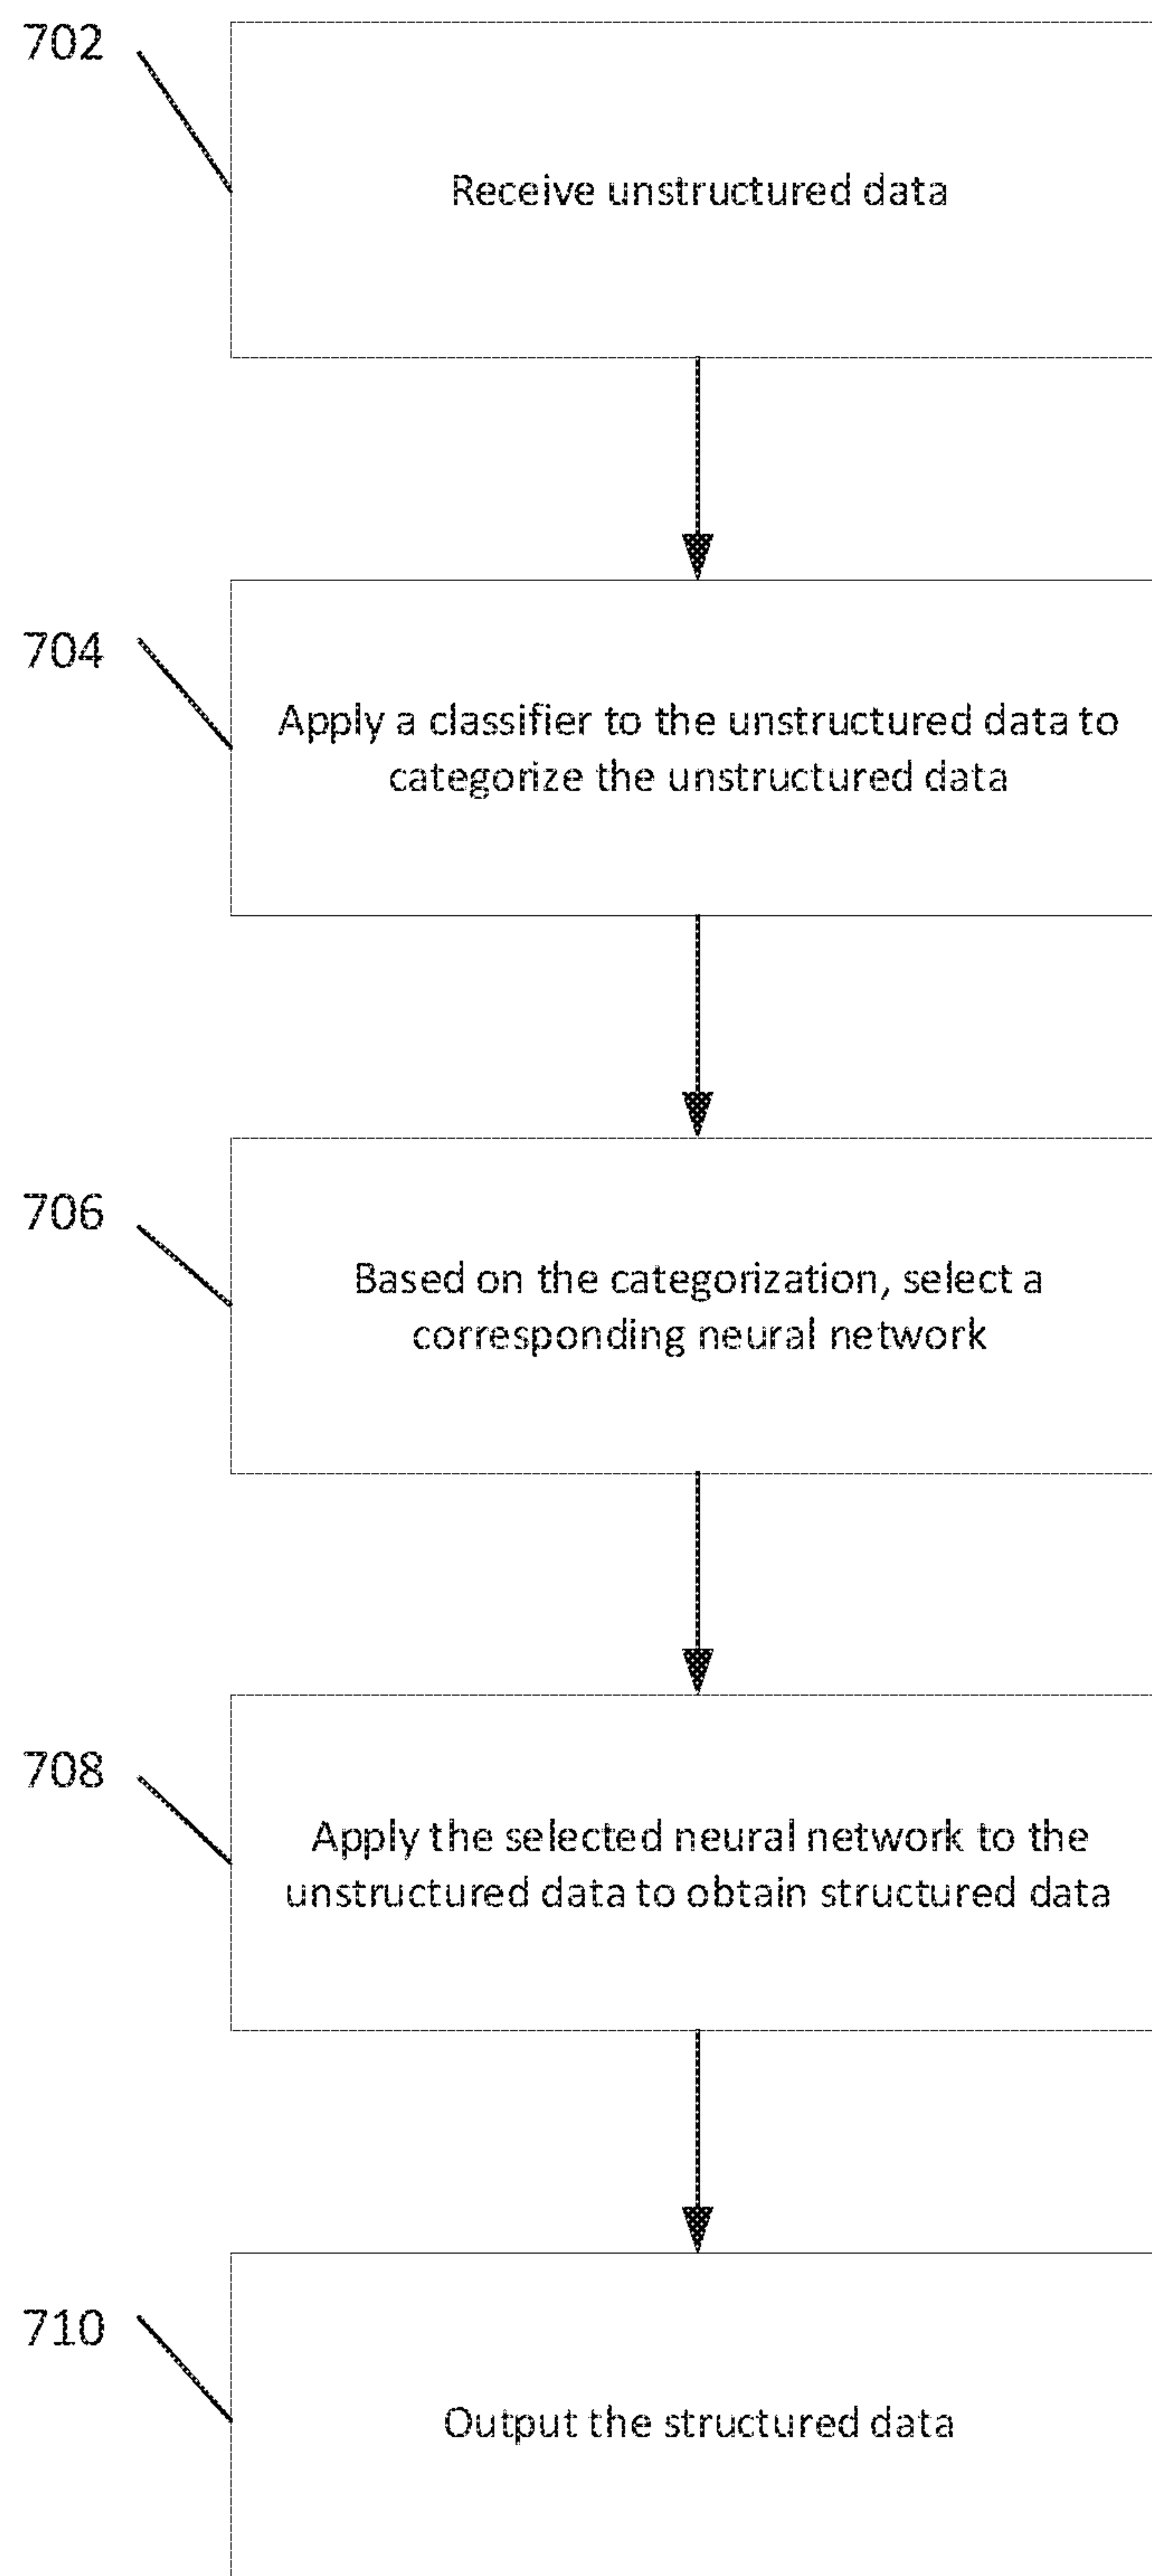 702
Receive unstructured data
704
Apply a classifier to the unstructured data to
categorize the unstructured data
706
Based on the categorization, select a
corresponding neural network
708
Apply the selected neural network to the
unstructured data to obtain structured data
710
Output the structured data